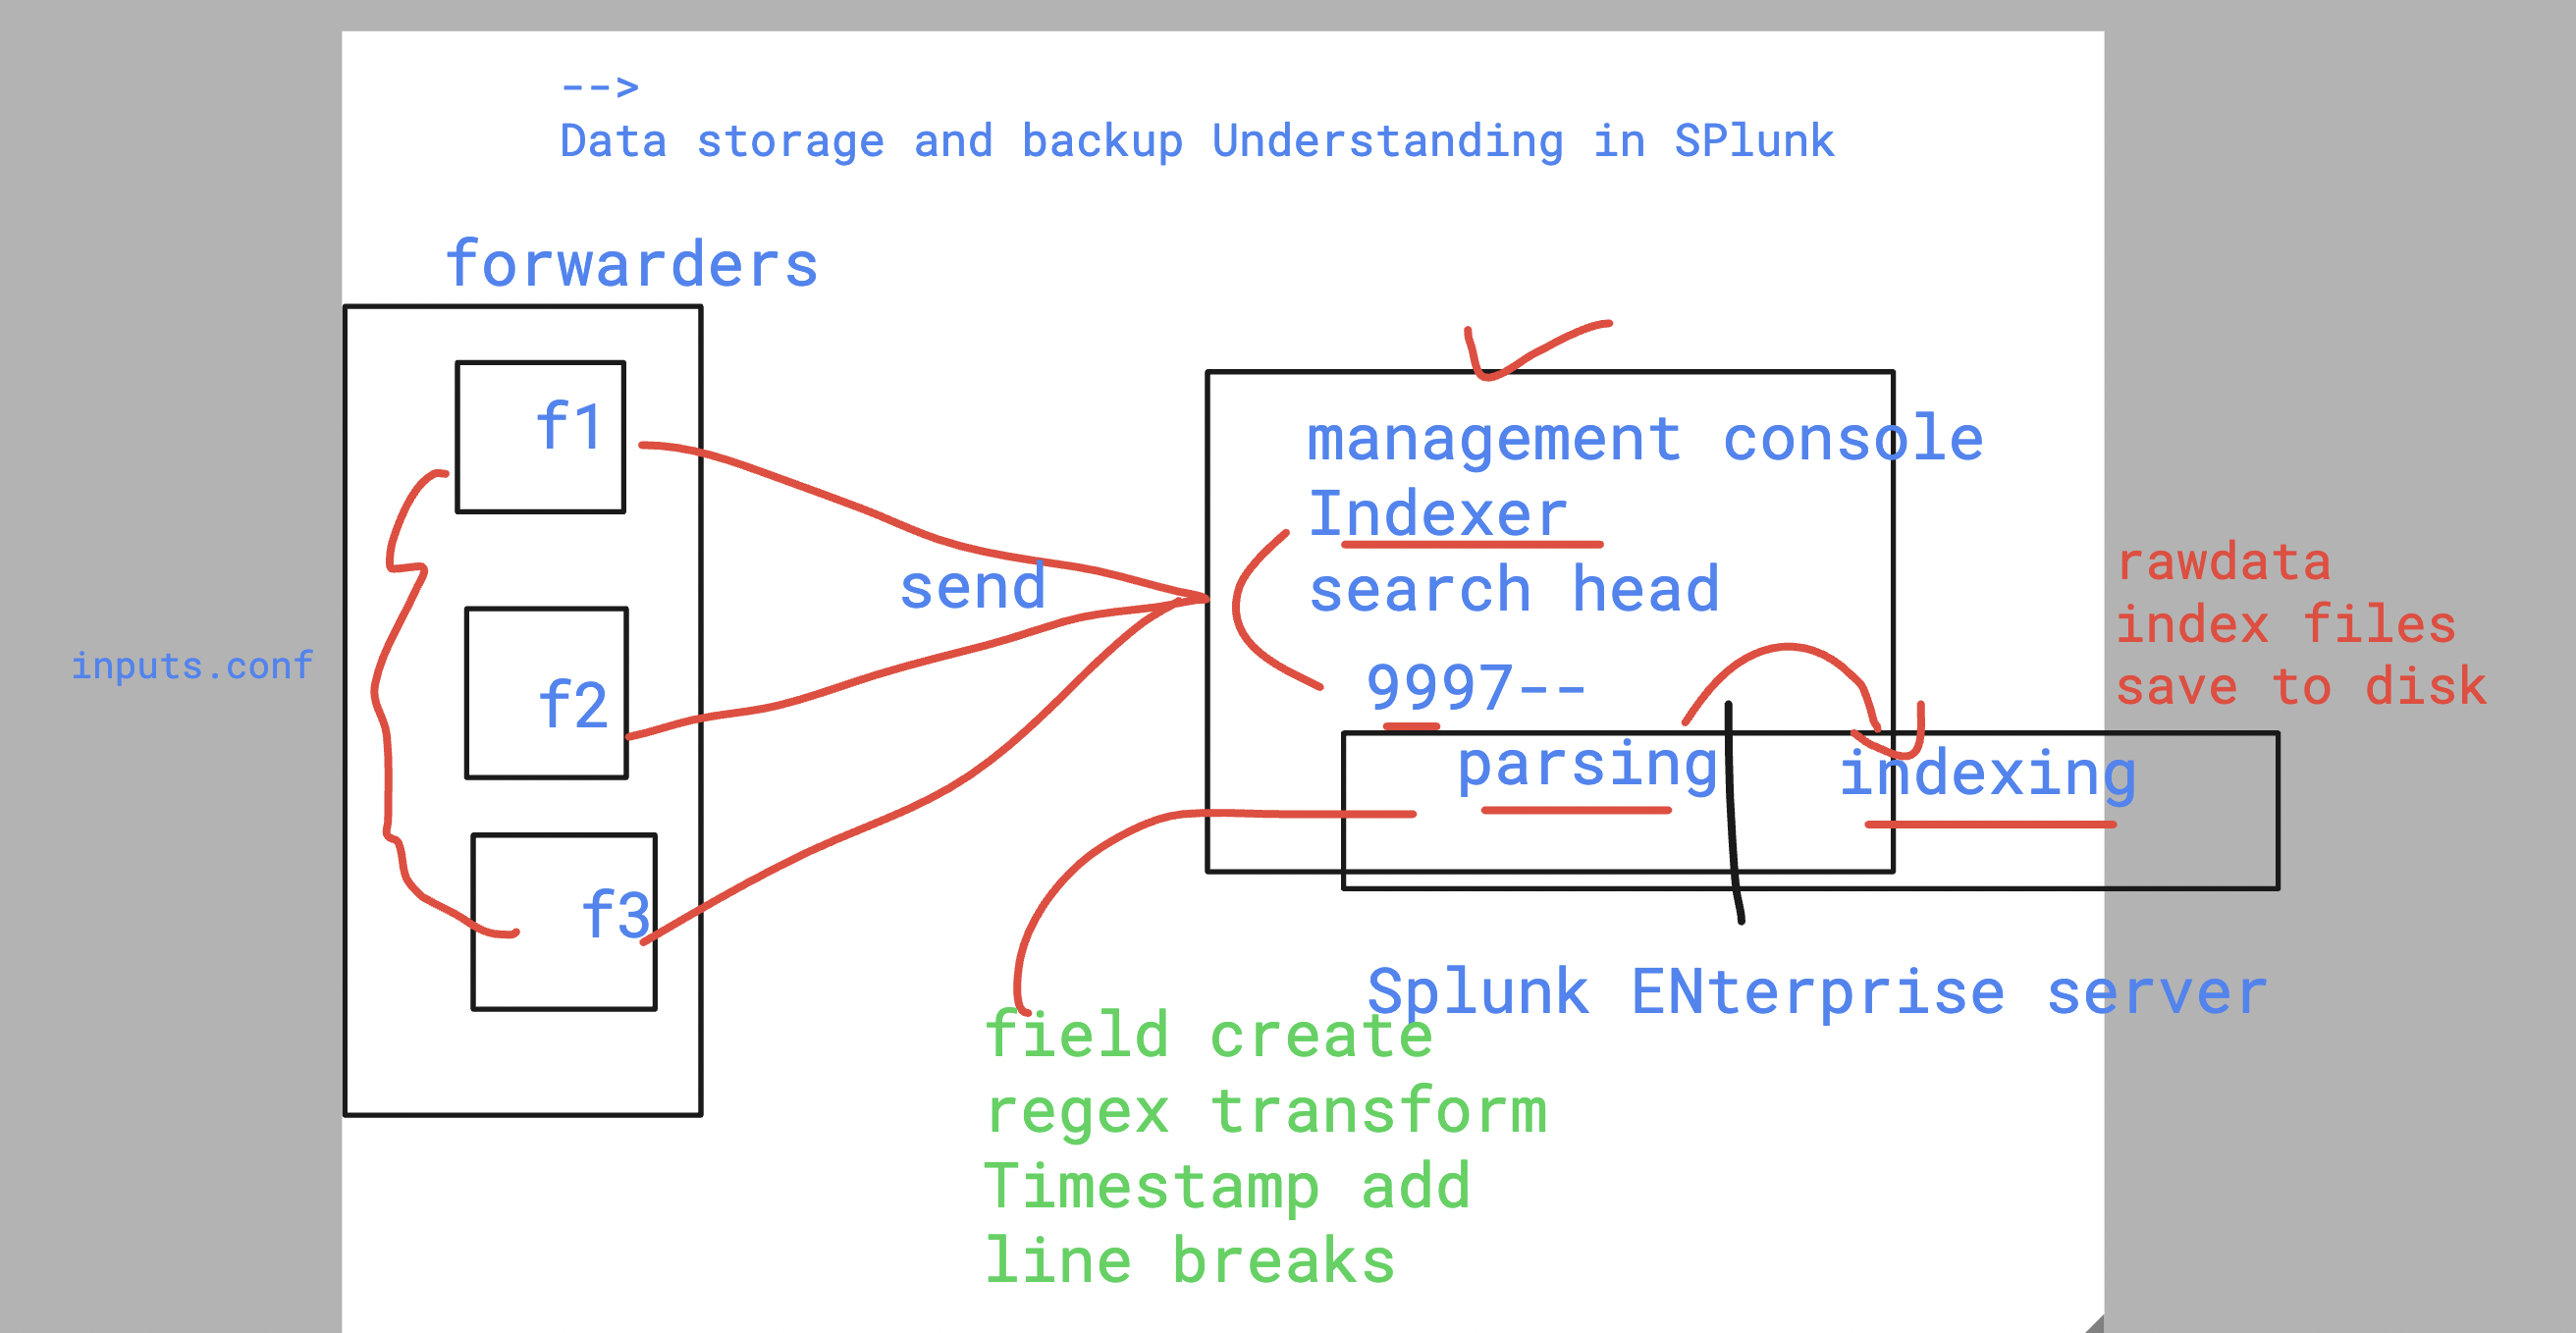 -->
Data storage and backup Understanding in SPlunk
forwarders
f1
f2
f3
inputs.conf
send
management console
Indexer
search head
9997--
parsing
indexing
rawdata
index files
save to disk
Splunk ENterprise server
field create
regex transform
Timestamp add
line breaks